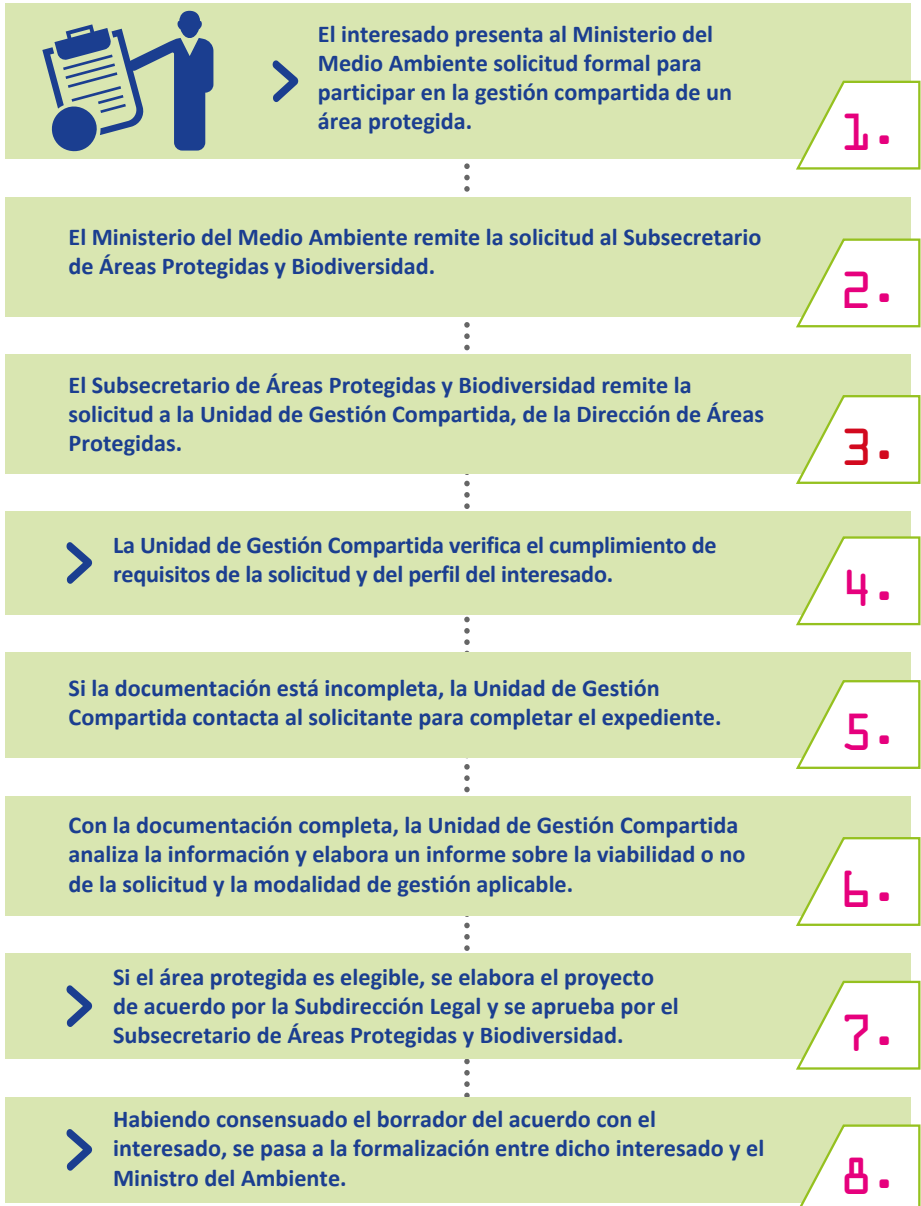 El interesado presenta al Ministerio del
Medio Ambiente solicitud formal para
participar en la gestión compartida de un
área protegida.
1.
El Ministerio del Medio Ambiente remite la solicitud al Subsecretario
de Áreas Protegidas y Biodiversidad.
2.
El Subsecretario de Áreas Protegidas y Biodiversidad remite la
solicitud a la Unidad de Gestión Compartida, de la Dirección de Áreas
Protegidas.
3.
La Unidad de Gestión Compartida verifica el cumplimiento de
requisitos de la solicitud y del perfil del interesado.
4.
Si la documentación está incompleta, la Unidad de Gestión
Compartida contacta al solicitante para completar el expediente.
5.
Con la documentación completa, la Unidad de Gestión Compartida
analiza la información y elabora un informe sobre la viabilidad o no
de la solicitud y la modalidad de gestión aplicable.
6.
Si el área protegida es elegible, se elabora el proyecto
de acuerdo por la Subdirección Legal y se aprueba por el
Subsecretario de Áreas Protegidas y Biodiversidad.
7.
Habiendo consensuado el borrador del acuerdo con el
interesado, se pasa a la formalización entre dicho interesado y el
Ministro del Ambiente.
8.